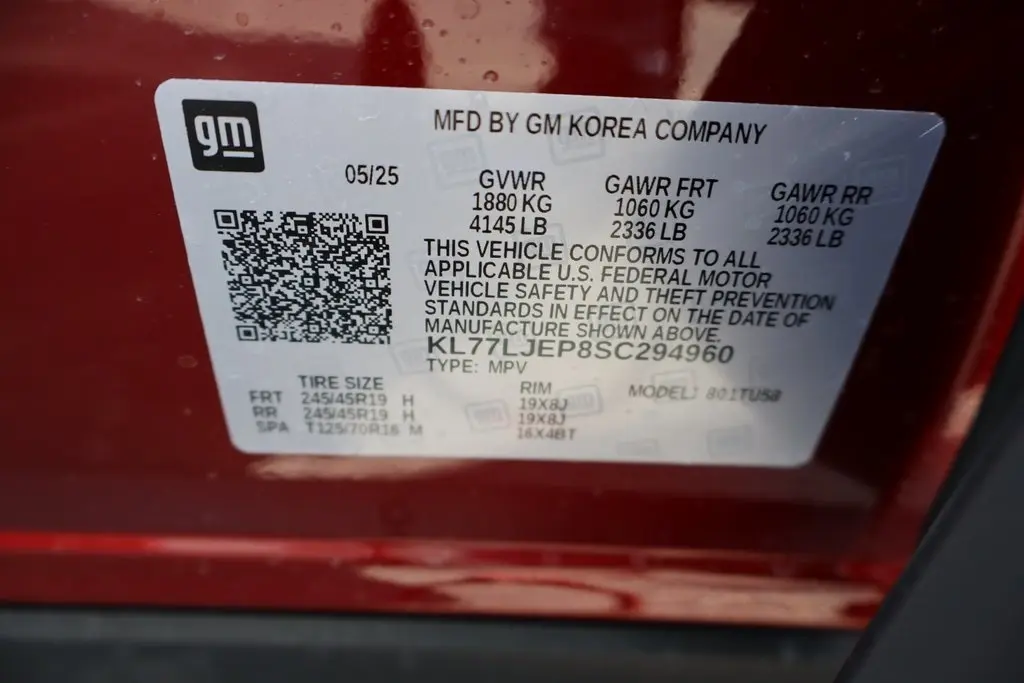 gm
MFD BY GM KOREA COMPANY
05/25
GVWR GAWR FRT GAWR RR
1880 KG 1060 KG 1060 KG
4145 LB 2336 LB 2336 LB
THIS VEHICLE CONFORMS TO ALL
APPLICABLE U.S. FEDERAL MOTOR
VEHICLE SAFETY AND THEFT PREVENTION
STANDARDS IN EFFECT ON THE DATE OF
MANUFACTURE SHOWN ABOVE.
KL77LJEP8SC294960
TYPE: MPV
TIRE SIZE RIM MODEL: 801TU58
FRT 245/45R19 H 19X8J
RR 245/45R19 H 19X8J
SPA T125/70R16 M 16X4BT